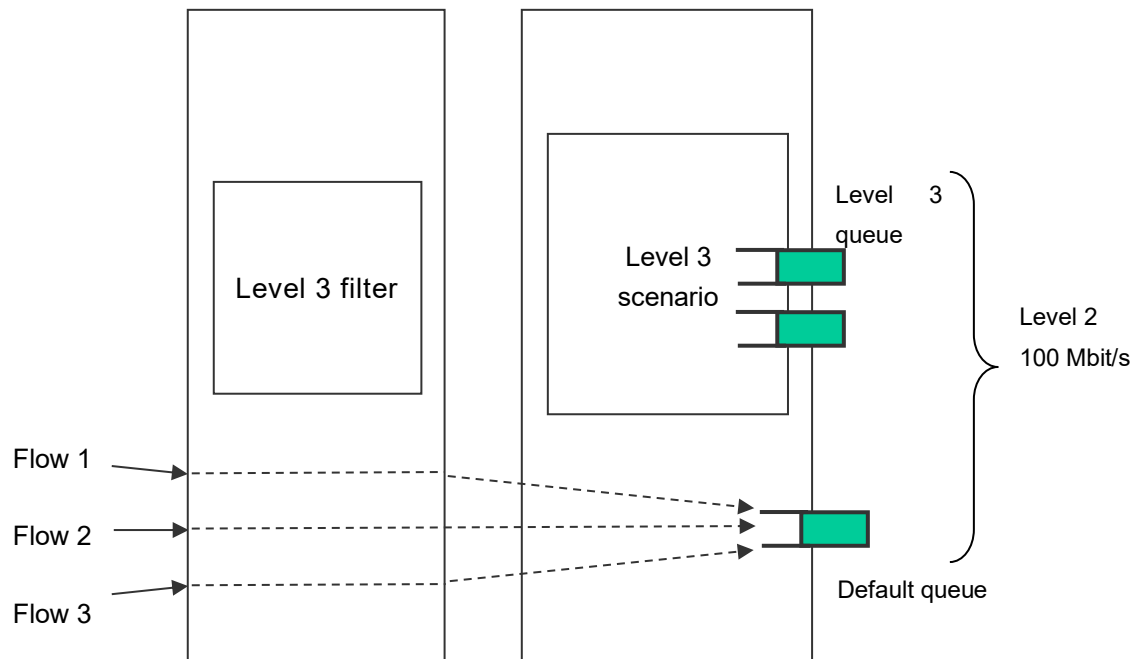 Level 3 filter
Level 3
scenario
Level 3
queue
Level 2
100 Mbit/s
Flow 1
Flow 2
Flow 3
Default queue